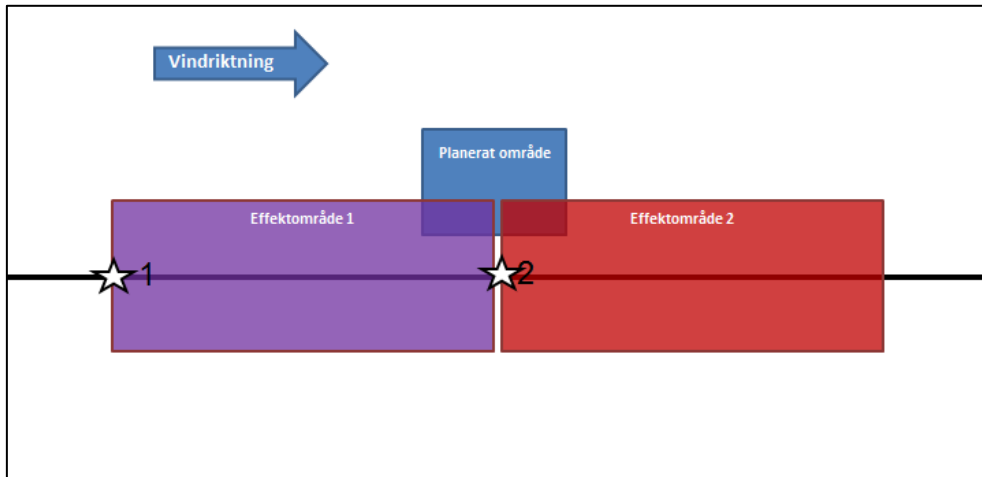 Vindriktning
Planerat område
Effektområde 1
Effektområde 2
1
2